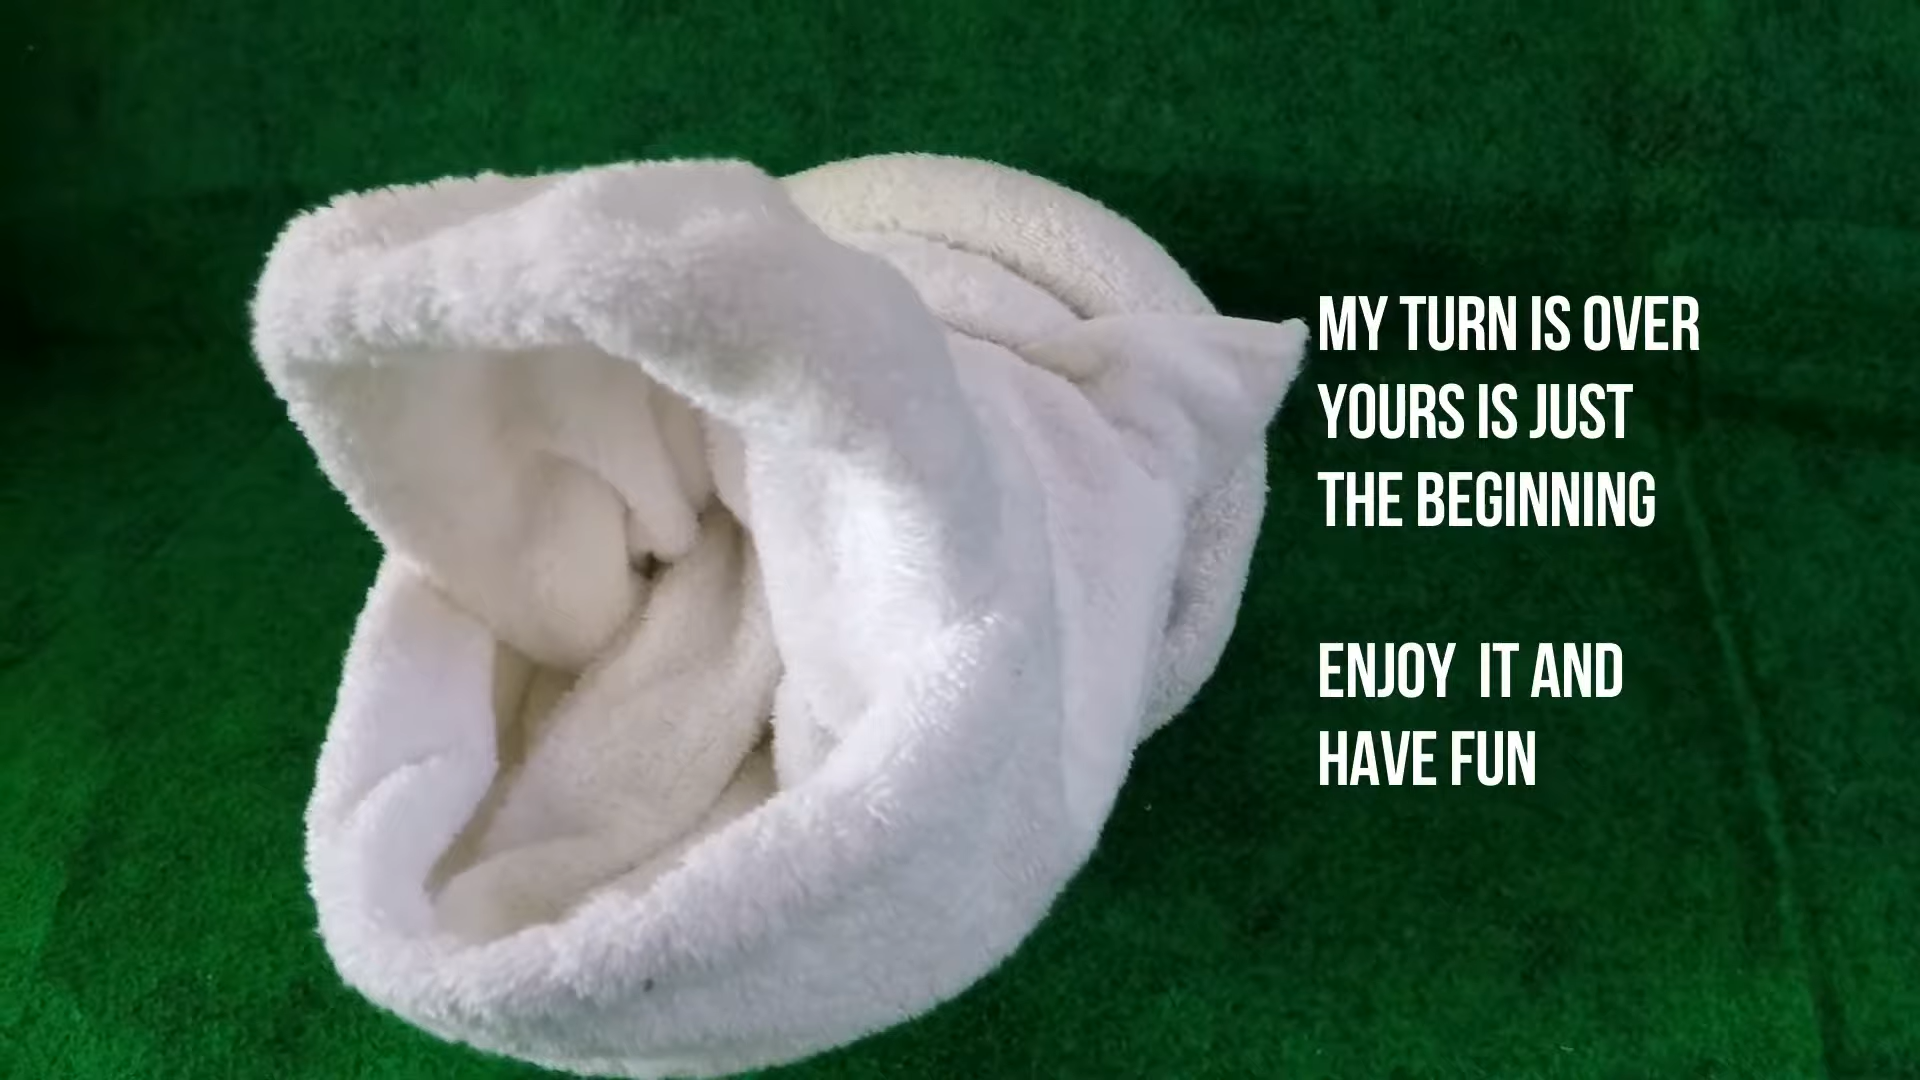 MY TURN IS OVER
YOURS IS JUST
THE BEGINNING
ENJOY  IT AND
HAVE FUN